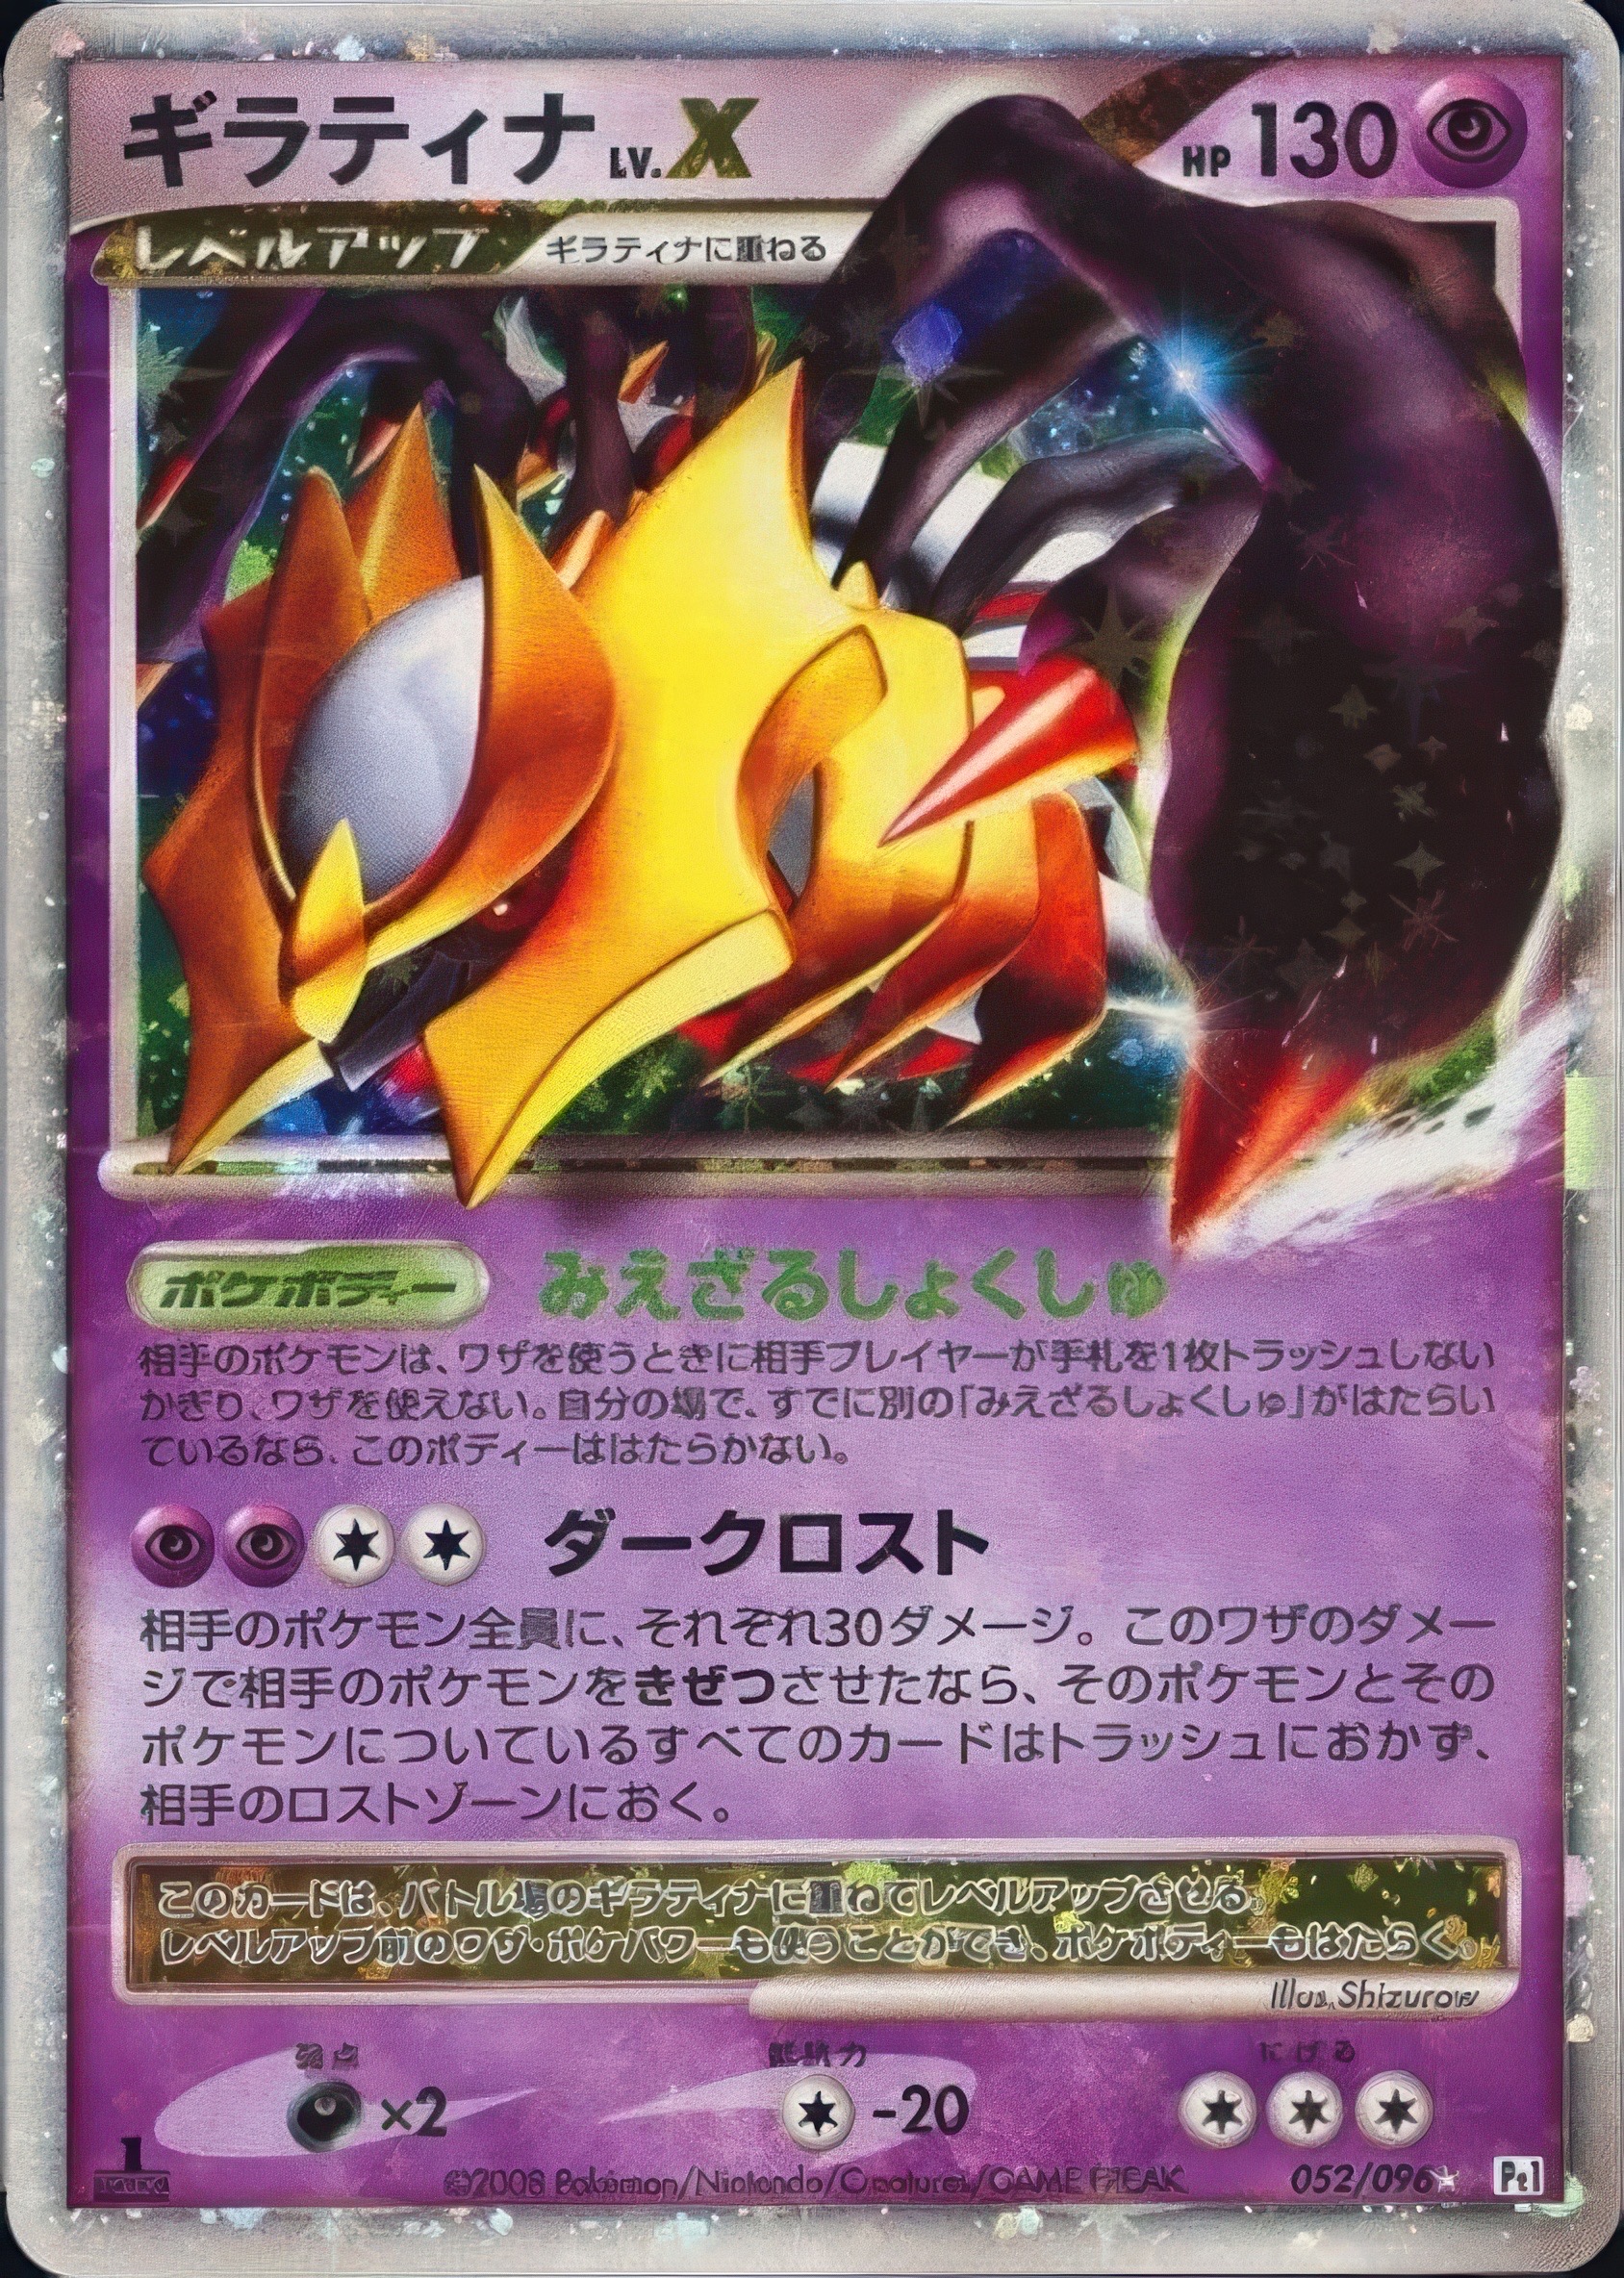 ギラティナ LV.X
HP 130
レベルアップ ギラティナに重ねる
ポケボディー みえざるしょくしゅ
相手のポケモンは、ワザを使うときに相手プレイヤーが手札を1枚トラッシュしない
かぎり、ワザを使えない。自分の場で、すでに別の「みえざるしょくしゅ」がはたらい
ているなら、このボディーははたらかない。
ダークロスト
相手のポケモン全員に、それぞれ30ダメージ。このワザのダメー
ジで相手のポケモンをきぜつさせたなら、そのポケモンとその
ポケモンについているすべてのカードはトラッシュにおかず、
相手のロストゾーンにおく。
このカードは、バトル場のギラティナに重ねてレベルアップさせる。
レベルアップ前のワザ・ポケパワーも使うことができ、ポケボディーもはたらく。
Illus. Shizurow
弱点 抵抗力 にげる
×2 -20
1
©2008 Pokémon/Nintendo/Creatures/GAME FREAK
052/096 Pt1